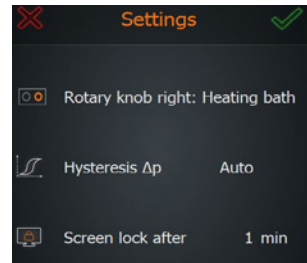 Settings
Rotary knob right: Heating bath
Hysteresis Δp Auto
Screen lock after 1 min